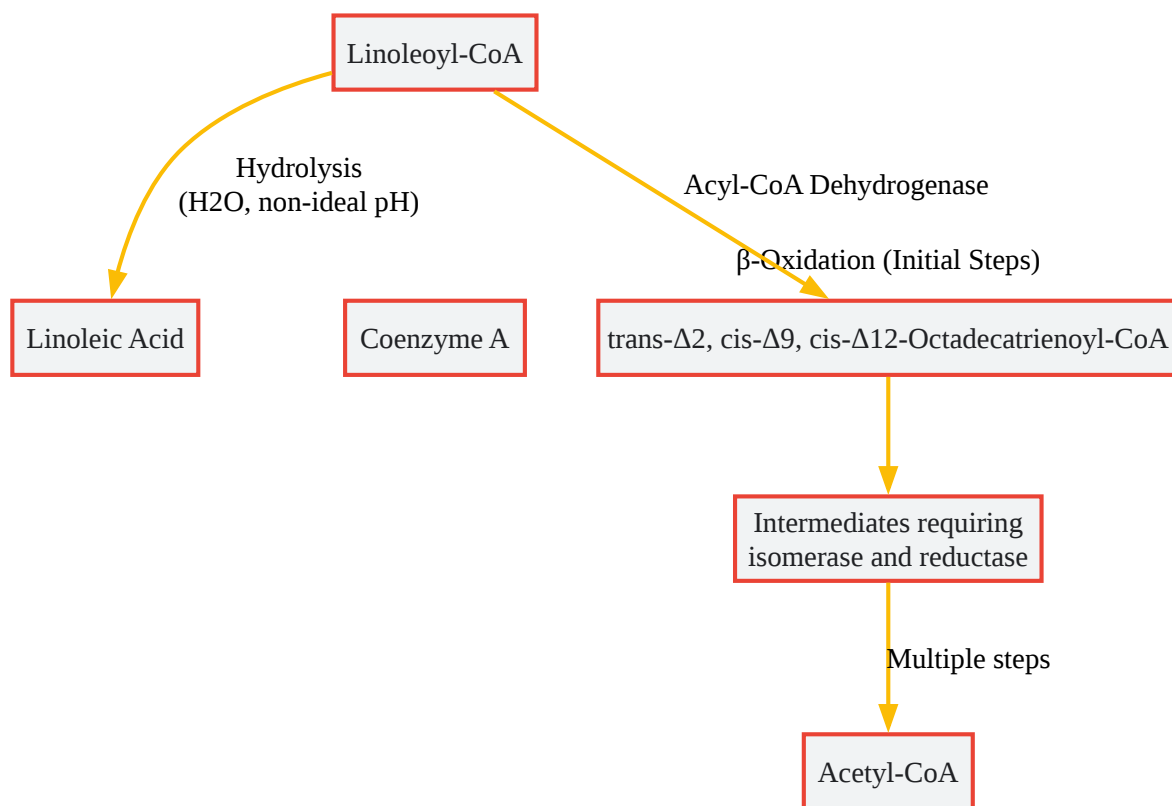 Linoleoyl-CoA
Hydrolysis
(H2O, non-ideal pH)
Acyl-CoA Dehydrogenase
β-Oxidation (Initial Steps)
Linoleic Acid
Coenzyme A
trans-Δ2, cis-Δ9, cis-Δ12-Octadecatrienoyl-CoA
Intermediates requiring
isomerase and reductase
Multiple steps
Acetyl-CoA